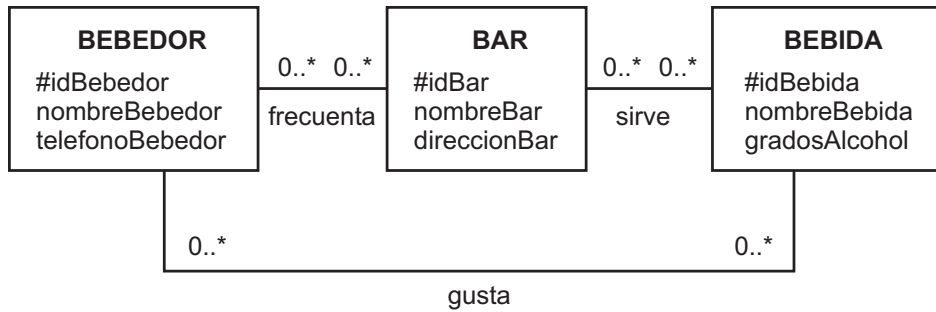 BEBEDOR
#idBebedor
nombreBebedor
telefonoBebedor
0..* 0..*
frecuenta
BAR
#idBar
nombreBar
direccionBar
0..* 0..*
sirve
BEBIDA
#idBebida
nombreBebida
gradosAlcohol
0..* 0..*
gusta